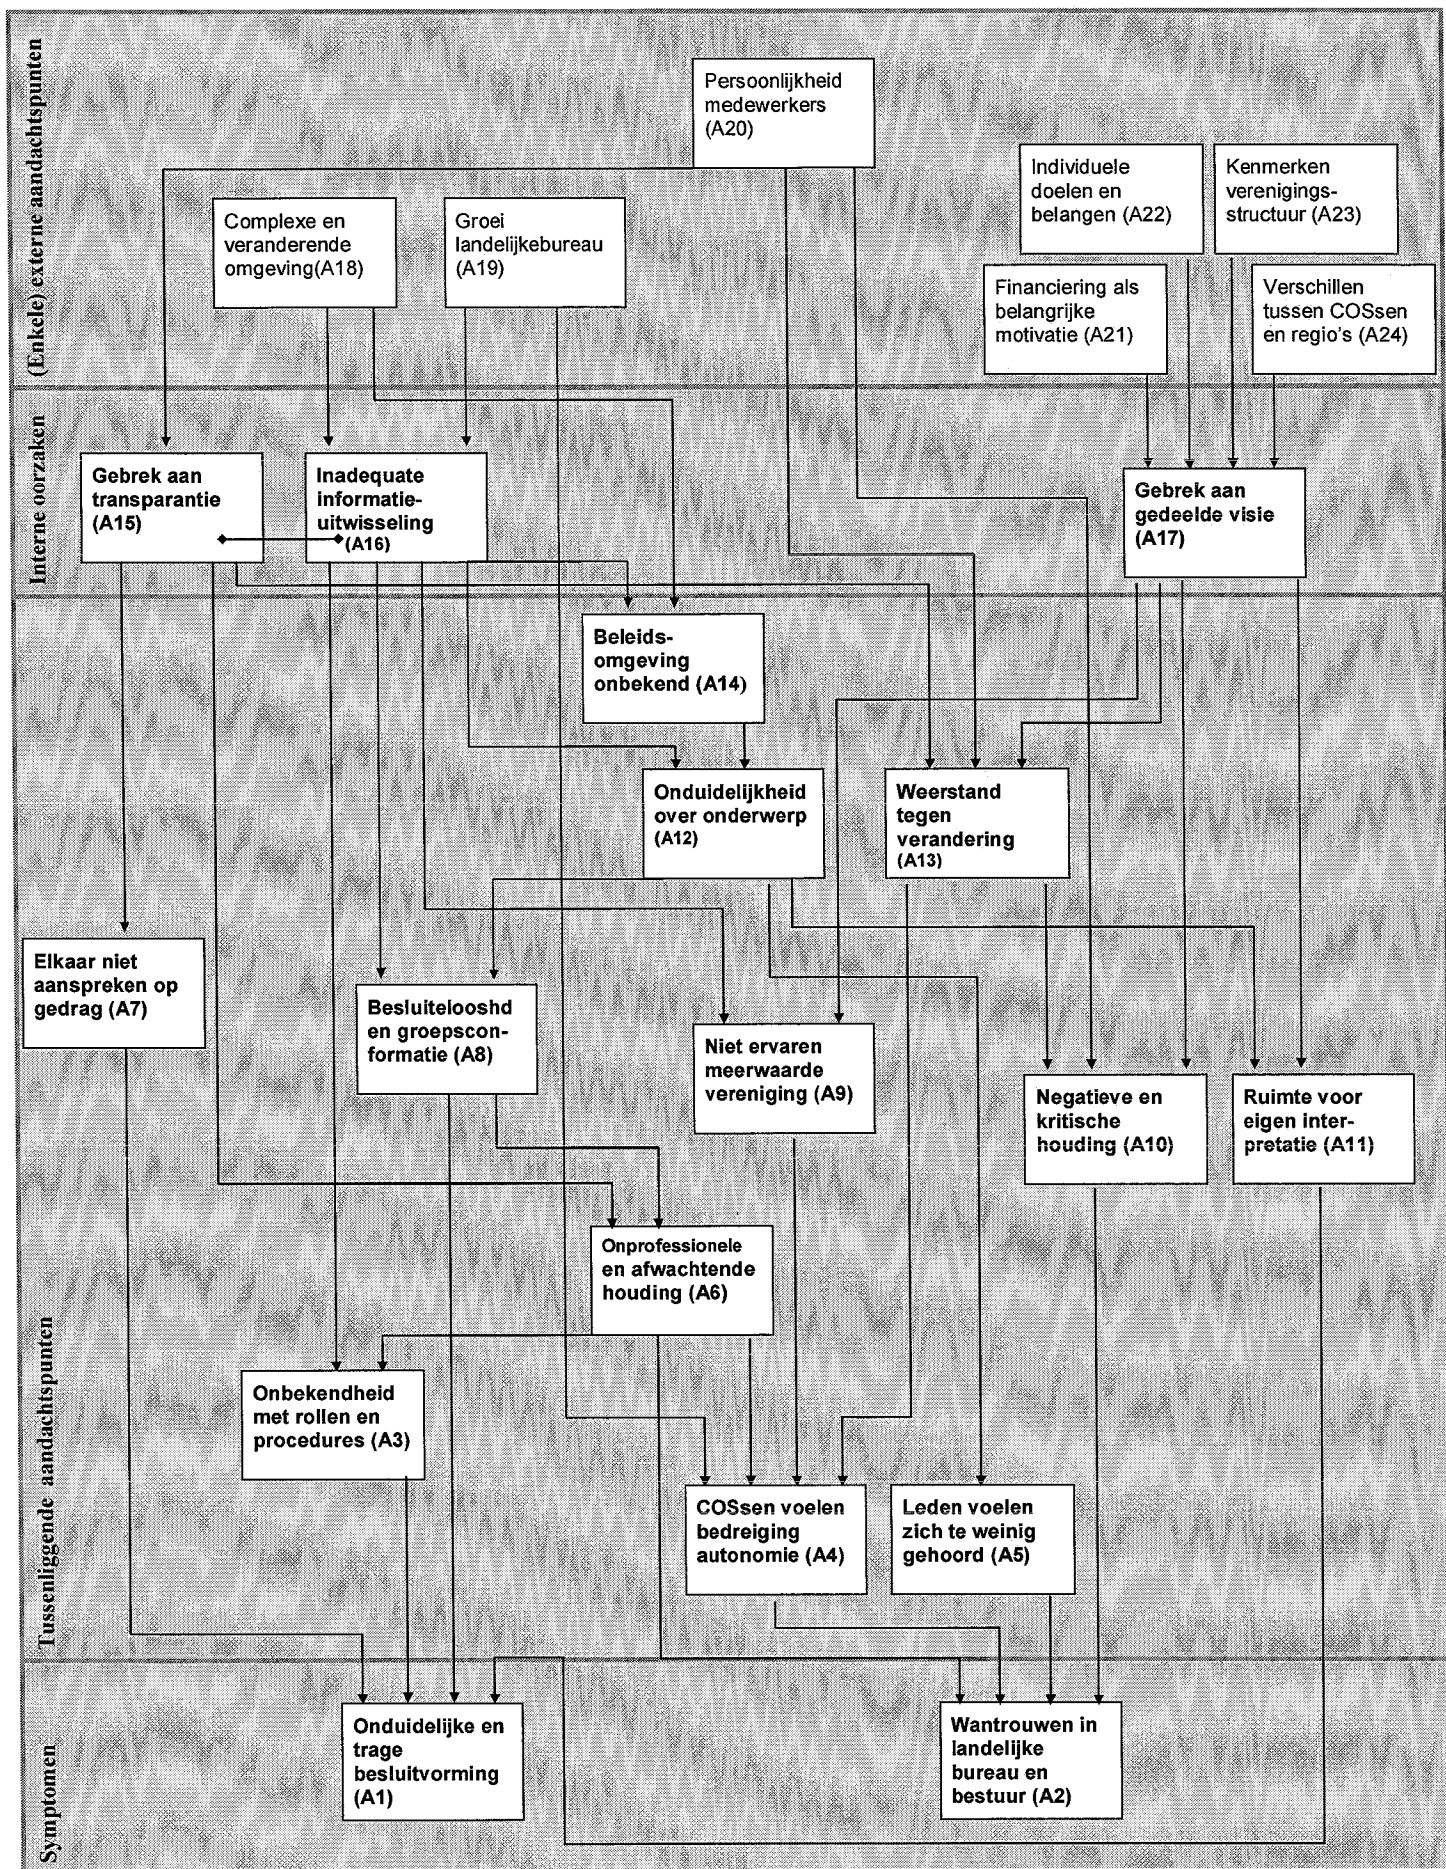 (Enkele) externe aandachtspunten
Persoonlijkheid
medewerkers
(A20)
Individuele
doelen en
belangen (A22)
Kenmerken
verenigings-
structuur (A23)
Complexe en
veranderende
omgeving(A18)
Groei
landelijkebureau
(A19)
Financiering als
belangrijke
motivatie (A21)
Verschillen
tussen COSsen
en regio's (A24)
Interne oorzaken
Gebrek aan
transparantie
(A15)
Inadequate
informatie-
uitwisseling
(A16)
Gebrek aan
gedeelde visie
(A17)
Tussenliggende aandachtspunten
Beleids-
omgeving
onbekend (A14)
Onduidelijkheid
over onderwerp
(A12)
Weerstand
tegen
verandering
(A13)
Elkaar niet
aanspreken op
gedrag (A7)
Besluitelooshd
en groepscon-
formatie (A8)
Niet ervaren
meerwaarde
vereniging (A9)
Negatieve en
kritische
houding (A10)
Ruimte voor
eigen inter-
pretatie (A11)
Onprofessionele
en afwachtende
houding (A6)
Onbekendheid
met rollen en
procedures (A3)
COSsen voelen
bedreiging
autonomie (A4)
Leden voelen
zich te weinig
gehoord (A5)
Symptomen
Onduidelijke en
trage
besluitvorming
(A1)
Wantrouwen in
landelijke
bureau en
bestuur (A2)